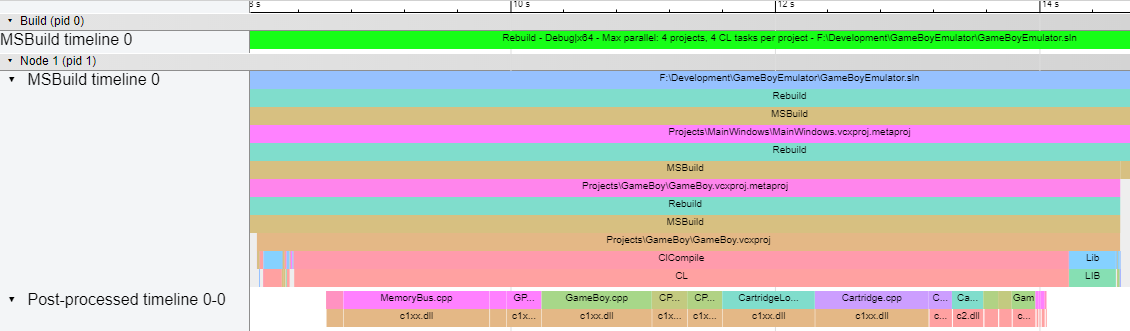 8 s 10 s 12 s 14 s
Build (pid 0)
MSBuild timeline 0
Rebuild - Debug|x64 - Max parallel: 4 projects, 4 CL tasks per project - F:\Development\GameBoyEmulator\GameBoyEmulator.sln
Node 1 (pid 1)
MSBuild timeline 0
F:\Development\GameBoyEmulator\GameBoyEmulator.sln
Rebuild
MSBuild
Projects\MainWindows\MainWindows.vcxproj.metaproj
Rebuild
MSBuild
Projects\GameBoy\GameBoy.vcxproj.metaproj
Rebuild
MSBuild
Projects\GameBoy\GameBoy.vcxproj
ClCompile Lib
CL LIB
Post-processed timeline 0-0
MemoryBus.cpp GP... GameBoy.cpp CP... CP... CartridgeLo... Cartridge.cpp C... Ca... Gam
c1xx.dll c1x... c1xx.dll c1x... c1x... c1xx.dll c1xx.dll c... c2.dll c...